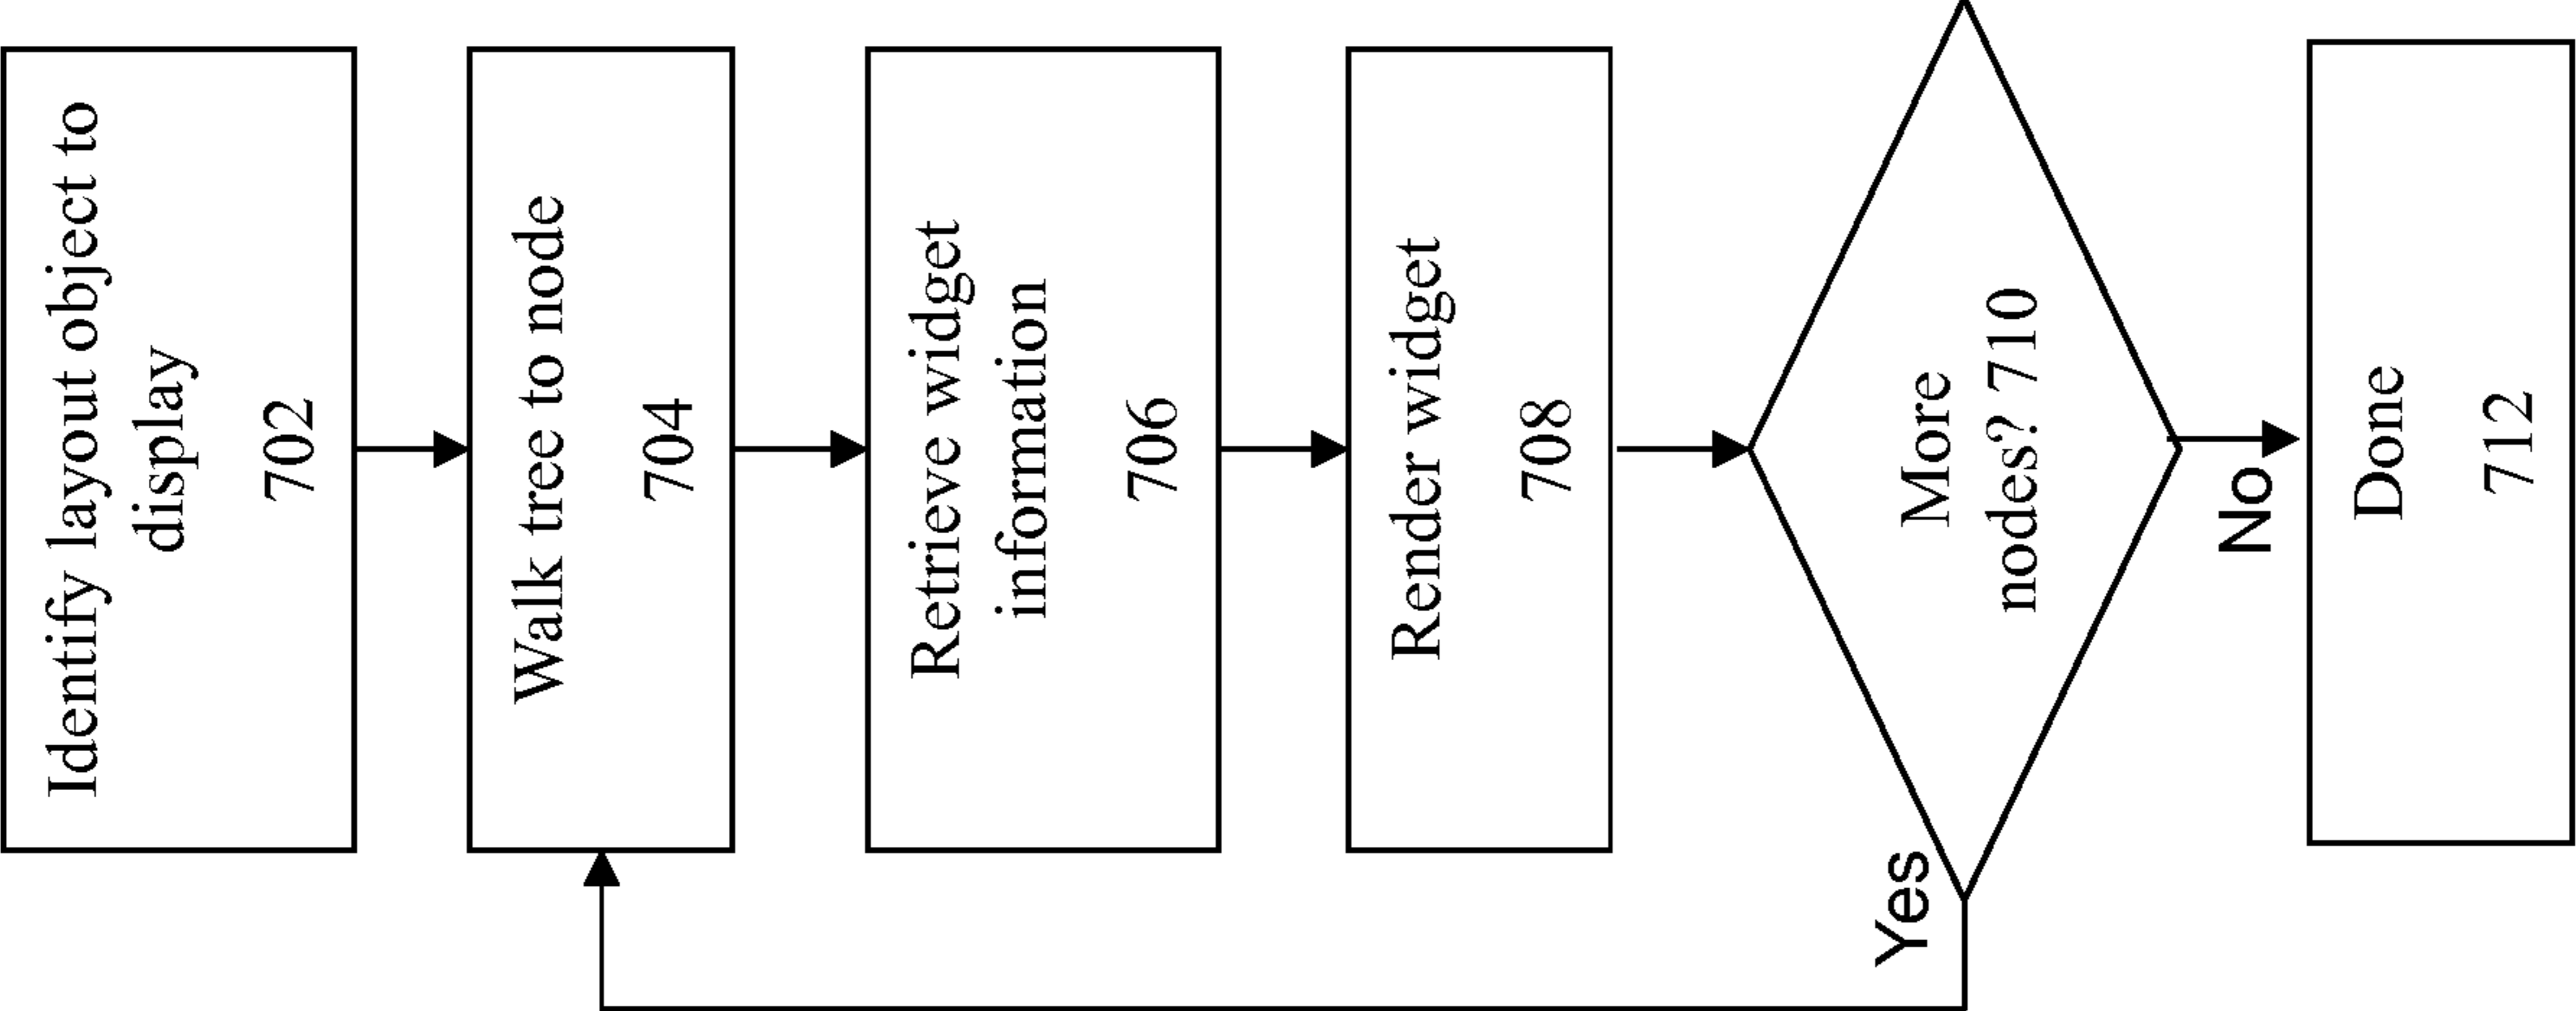 Identify layout object to
display
702
Walk tree to node
704
Retrieve widget
information
706
Render widget
708
More
nodes? 710
Yes
No
Done
712